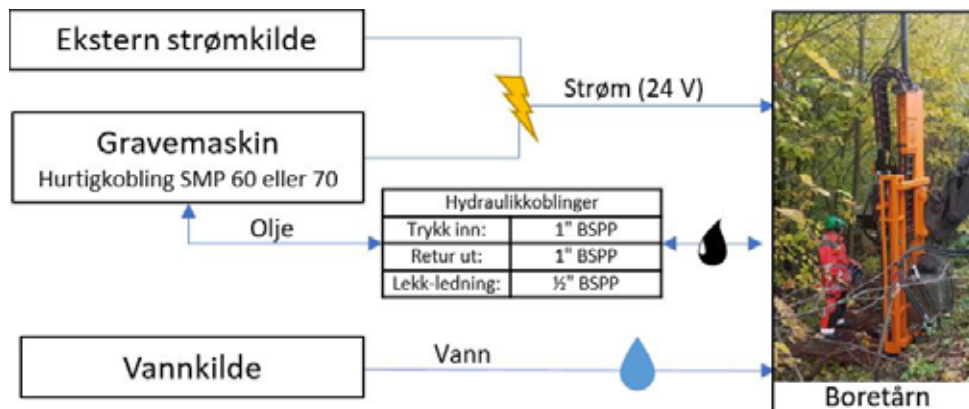 Ekstern strømkilde
Strøm (24 V)
Gravemaskin
Hurtigkobling SMP 60 eller 70
Olje
Hydraulikkoblinger
Trykk inn: 1" BSPP
Retur ut: 1" BSPP
Lekk-ledning: ½" BSPP
Vannkilde
Vann
Boretårn